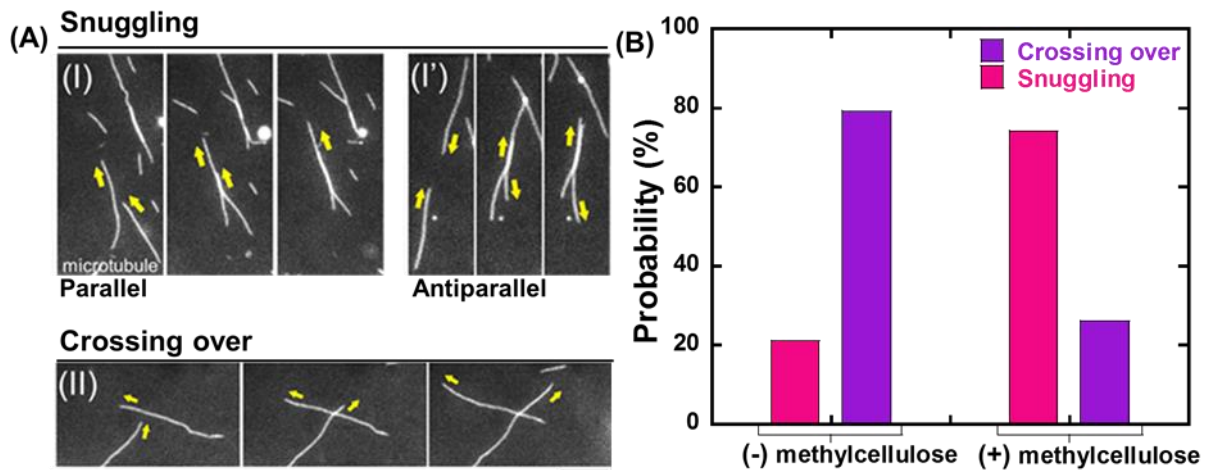 Snuggling
(A)
(I)
(I')
microtubule
Parallel
Antiparallel
Crossing over
(II)
(B)
100
80
60
40
20
0
Probability (%)
Crossing over
Snuggling
(-) methylcellulose
(+) methylcellulose